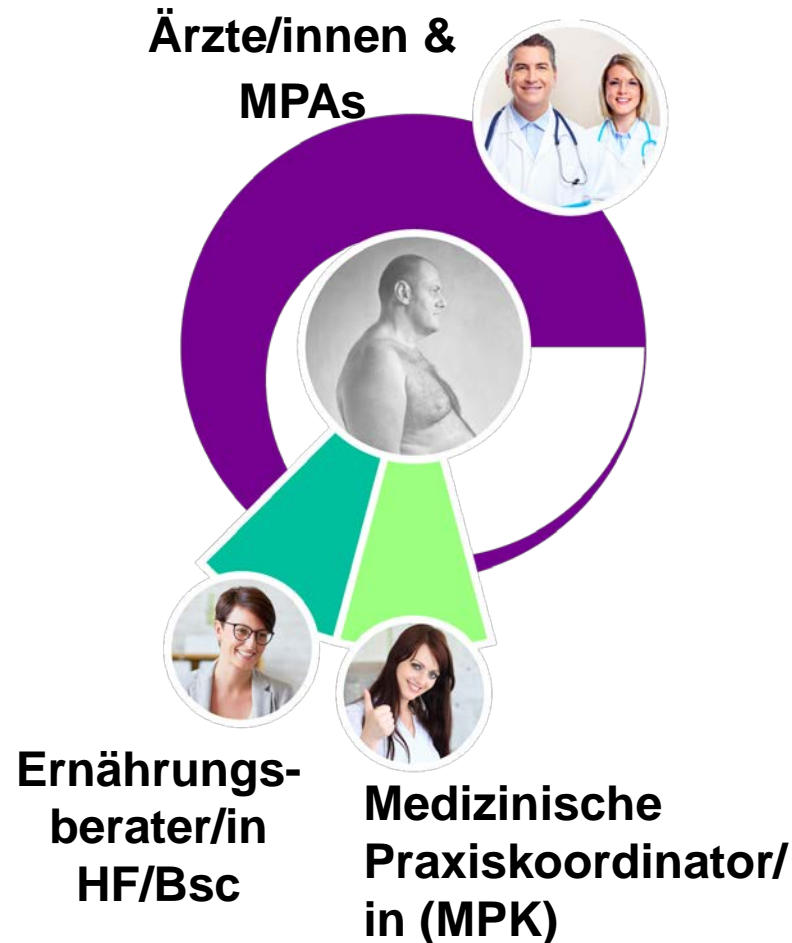 Ärzte/innen &
MPAs
Ernährungs-
berater/in
HF/Bsc
Medizinische
Praxiskoordinator/
in (MPK)